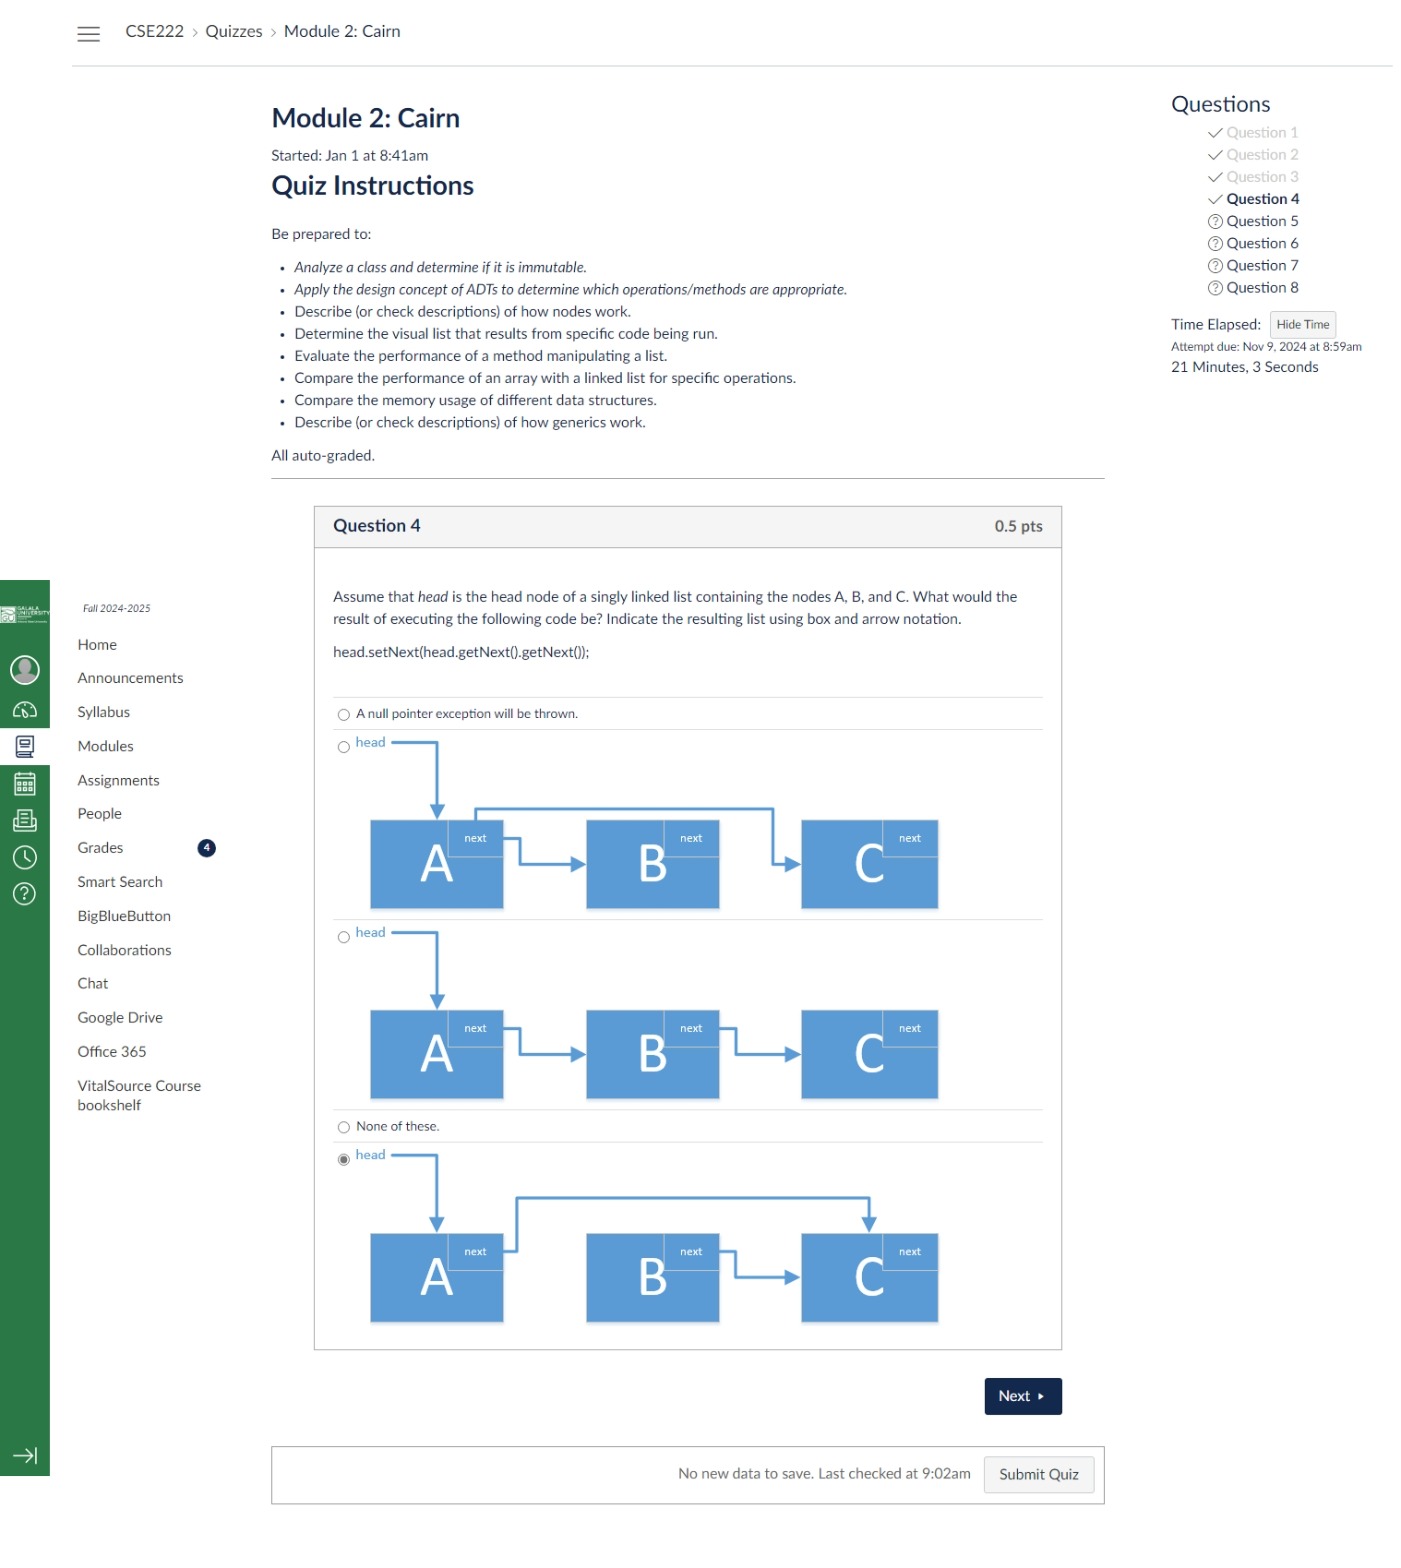 CSE222 › Quizzes › Module 2: Cairn
Module 2: Cairn
Started: Jan 1 at 8:41am
Quiz Instructions
Be prepared to:
• Analyze a class and determine if it is immutable.
• Apply the design concept of ADTs to determine which operations/methods are appropriate.
• Describe (or check descriptions) of how nodes work.
• Determine the visual list that results from specific code being run.
• Evaluate the performance of a method manipulating a list.
• Compare the performance of an array with a linked list for specific operations.
• Compare the memory usage of different data structures.
• Describe (or check descriptions) of how generics work.
All auto-graded.
Questions
Question 1
Question 2
Question 3
Question 4
Question 5
Question 6
Question 7
Question 8
Time Elapsed: Hide Time
Attempt due: Nov 9, 2024 at 8:59am
21 Minutes, 3 Seconds
GALALA
UNIVERSITY
Fall 2024-2025
Home
Announcements
Syllabus
Modules
Assignments
People
Grades 4
Smart Search
BigBlueButton
Collaborations
Chat
Google Drive
Office 365
VitalSource Course
bookshelf
Question 4 0.5 pts
Assume that head is the head node of a singly linked list containing the nodes A, B, and C. What would the
result of executing the following code be? Indicate the resulting list using box and arrow notation.
head.setNext(head.getNext().getNext());
A null pointer exception will be thrown.
head
A next B next C next
head
A next B next C next
None of these.
head
A next B next C next
Next
No new data to save. Last checked at 9:02am Submit Quiz